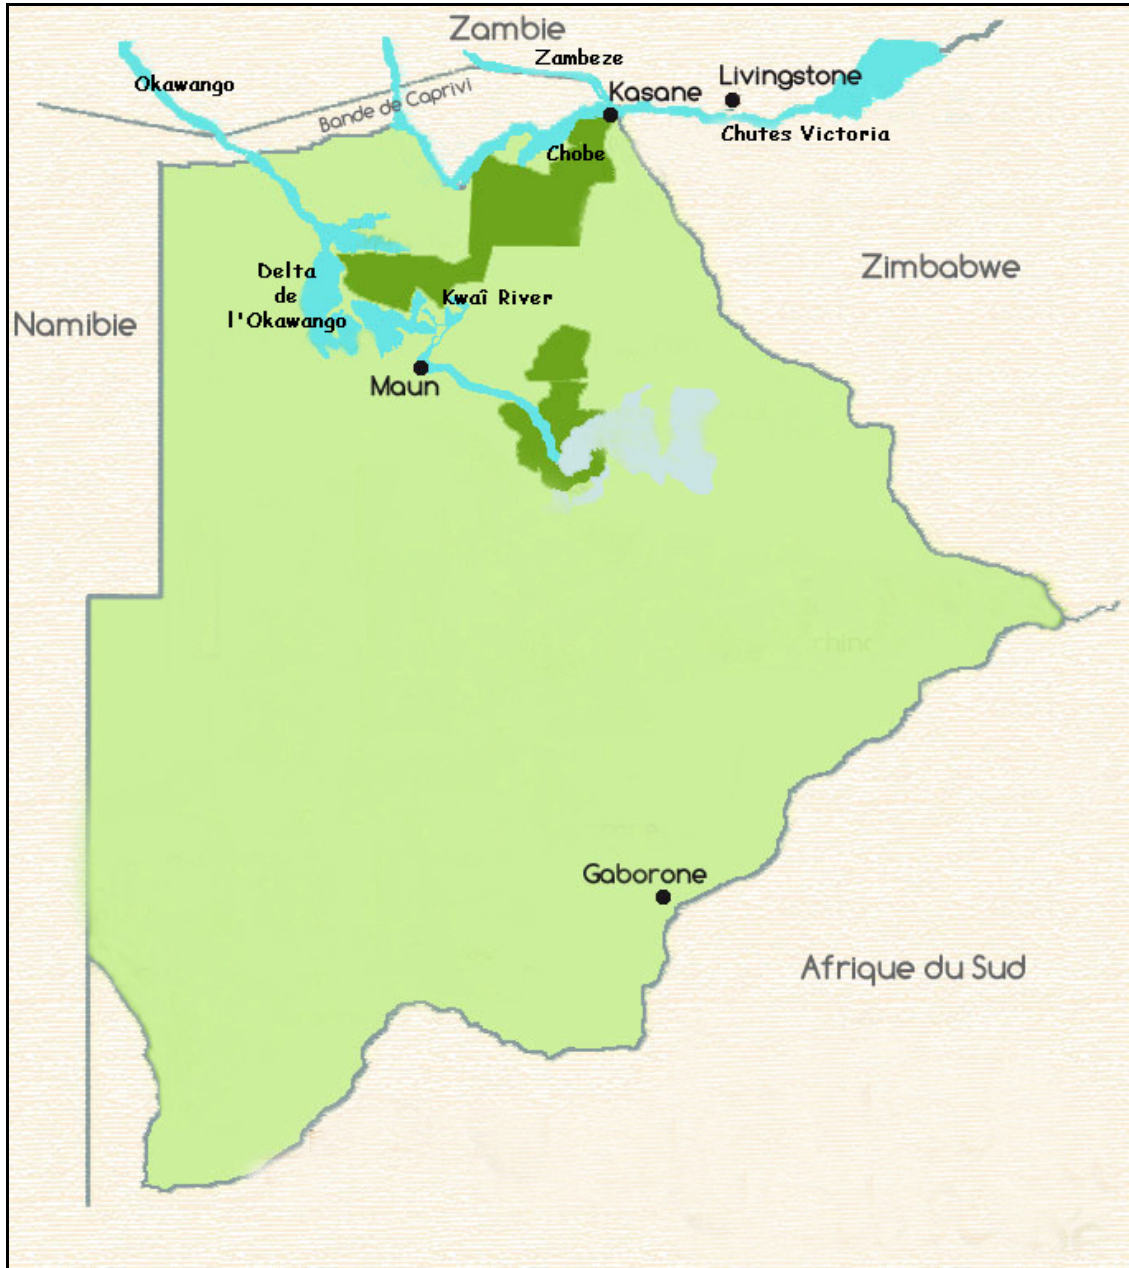 Zambie
Zambeze
Okawango
Livingstone
Kasane
Bande de Caprivi
Chutes Victoria
Chobe
Zimbabwe
Delta
de
l'Okawango
Kwaî River
Namibie
Maun
Gaborone
Afrique du Sud